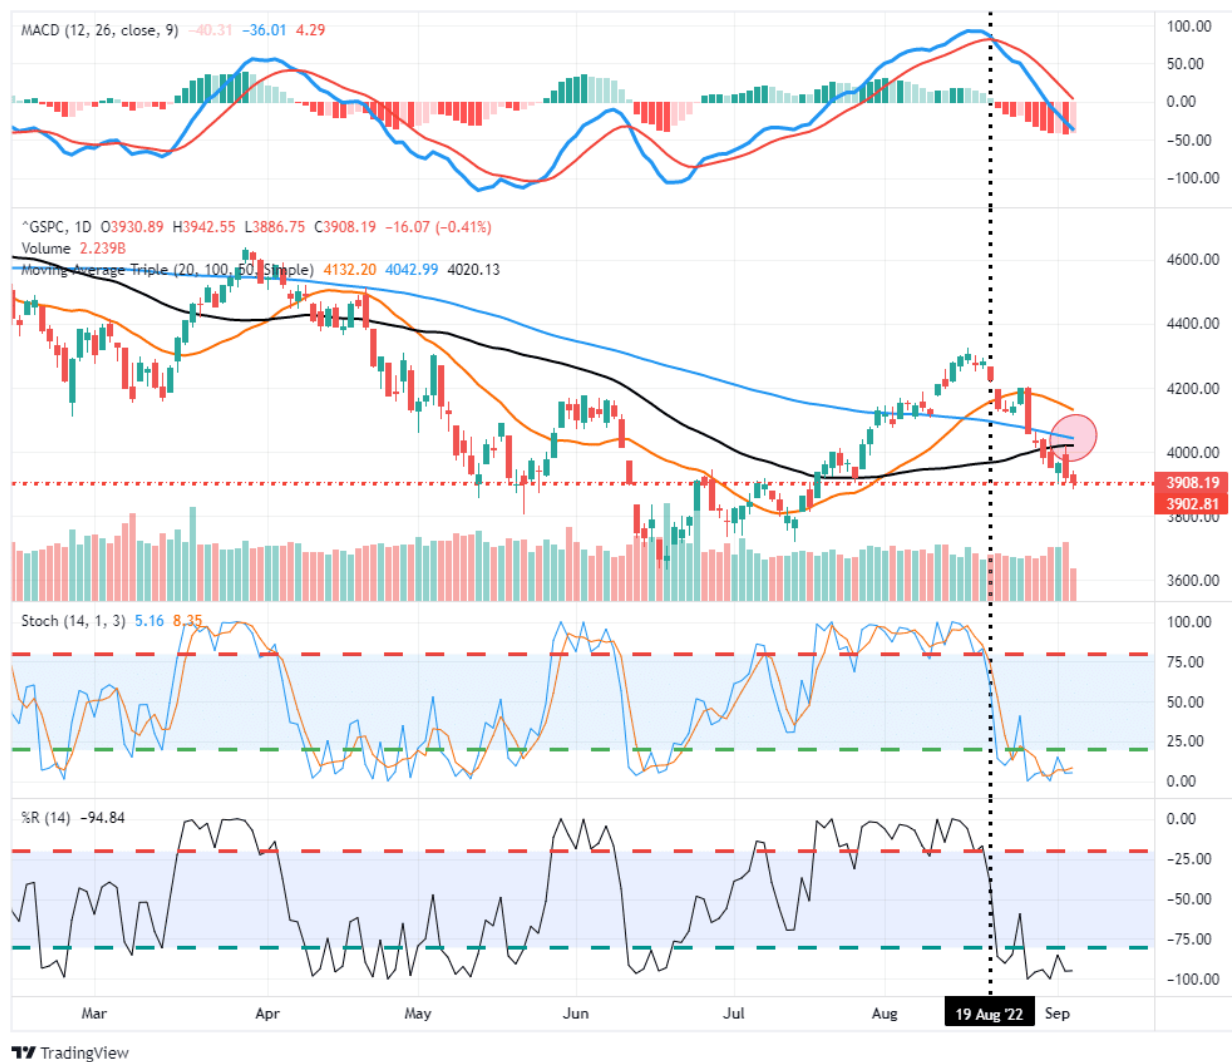 MACD (12, 26, close, 9) −40.31 −36.01 4.29
100.00
50.00
0.00
−50.00
−100.00
^GSPC, 1D O3930.89 H3942.55 L3886.75 C3908.19 −16.07 (−0.41%)
Volume 2.239B
Moving Average Triple (20, 100, 50, Simple) 4132.20 4042.99 4020.13
4600.00
4400.00
4200.00
4000.00
3908.19
3902.81
3800.00
3600.00
Stoch (14, 1, 3) 5.16 8.35
100.00
75.00
50.00
25.00
0.00
%R (14) −94.84
0.00
−25.00
−50.00
−75.00
−100.00
Mar Apr May Jun Jul Aug 19 Aug '22 Sep
TradingView